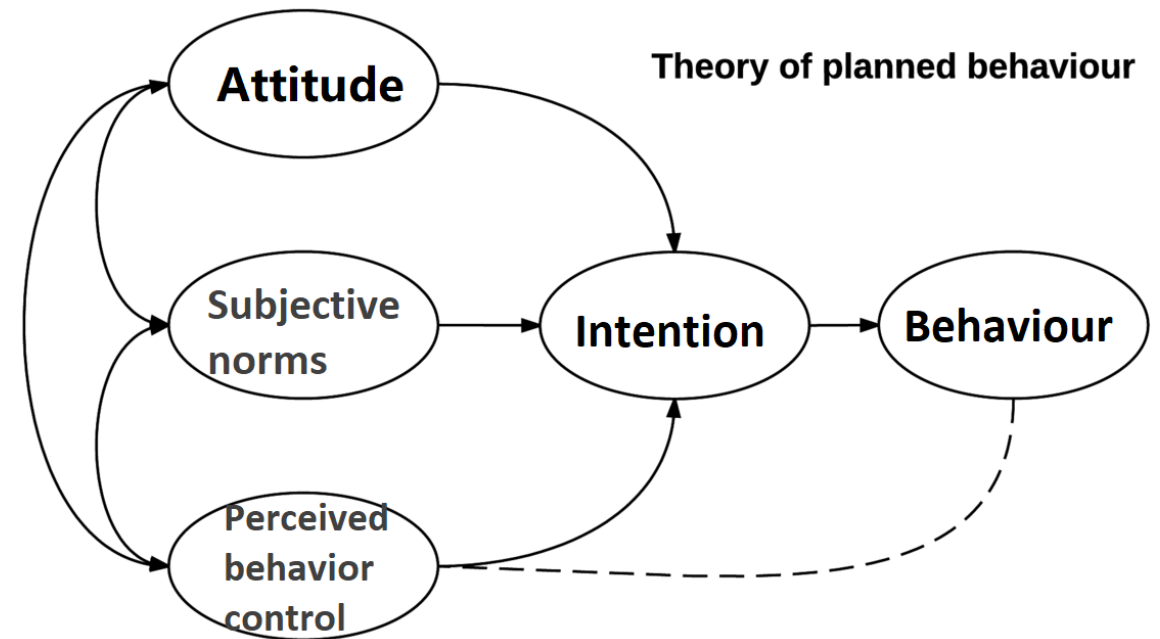 Theory of planned behaviour
Attitude
Subjective
norms
Intention
Behaviour
Perceived
behavior
control